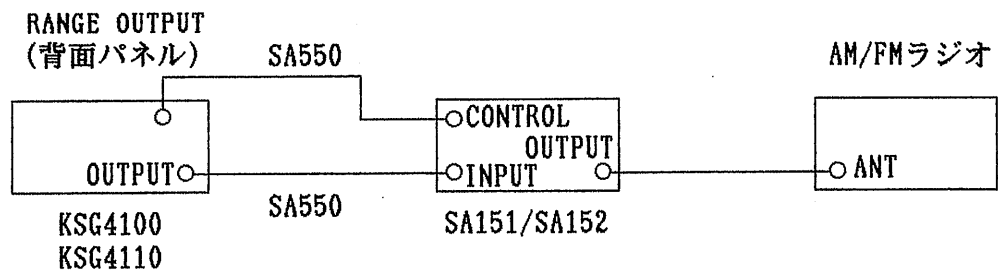 RANGE OUTPUT
(背面パネル)
SA550
AM/FMラジオ
CONTROL
OUTPUT
OUTPUT
INPUT
ANT
SA550
KSG4100
KSG4110
SA151/SA152